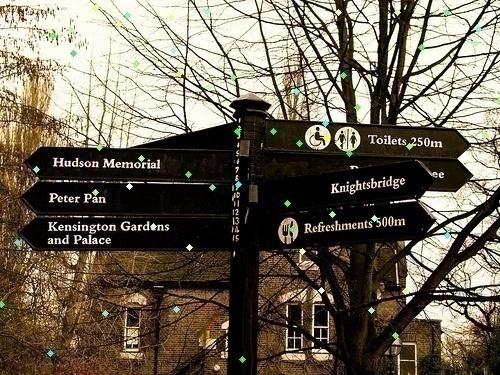 Toilets 250m
Hudson Memorial
Knightsbridge
Peter Pan
Refreshments 500m
Kensington Gardens
and Palace